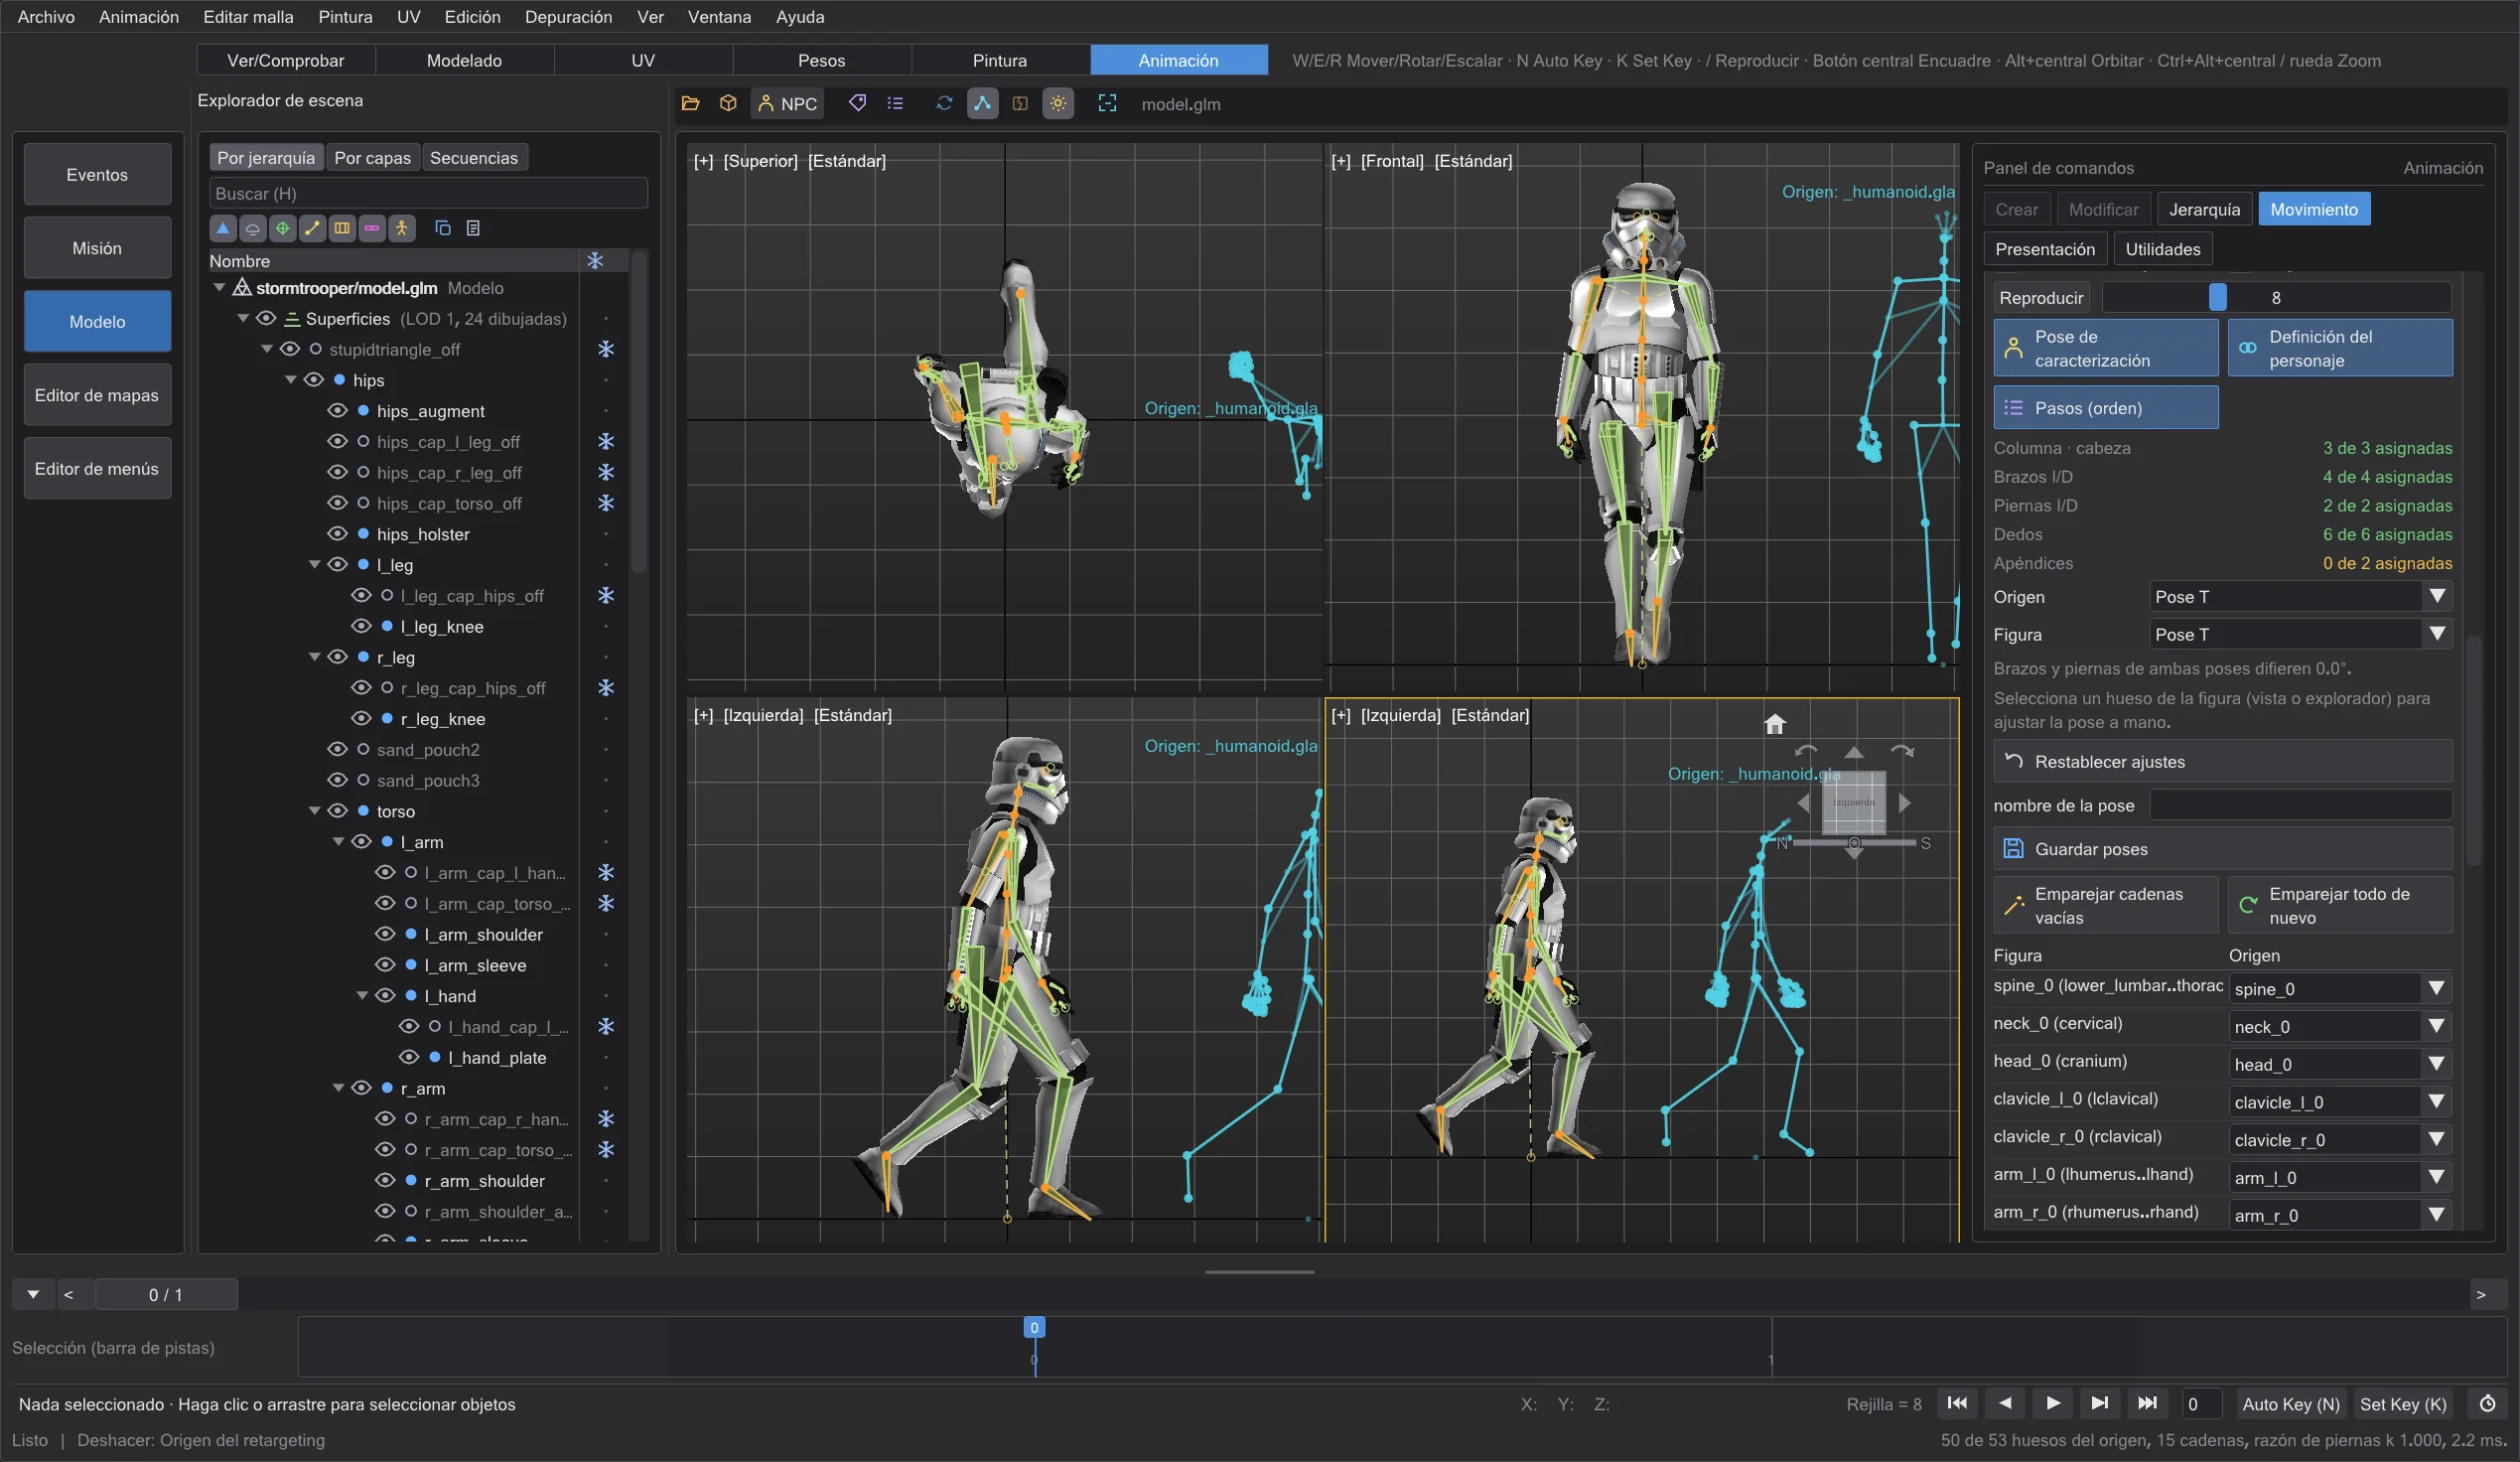 Archivo Animación Editar malla Pintura UV Edición Depuración Ver Ventana Ayuda
Ver/Comprobar Modelado UV Pesos Pintura Animación W/E/R Mover/Rotar/Escalar · N Auto Key · K Set Key · / Reproducir · Botón central Encuadre · Alt+central Orbitar · Ctrl+Alt+central / rueda Zoom
Eventos
Misión
Modelo
Editor de mapas
Editor de menús
Explorador de escena
Por jerarquía Por capas Secuencias
Buscar (H)
Nombre
stormtrooper/model.glm Modelo
Superficies (LOD 1, 24 dibujadas)
stupidtriangle_off
hips
hips_augment
hips_cap_l_leg_off
hips_cap_r_leg_off
hips_cap_torso_off
hips_holster
l_leg
l_leg_cap_hips_off
l_leg_knee
r_leg
r_leg_cap_hips_off
r_leg_knee
sand_pouch2
sand_pouch3
torso
l_arm
l_arm_cap_l_han...
l_arm_cap_torso_...
l_arm_shoulder
l_arm_sleeve
l_hand
l_hand_cap_l_...
l_hand_plate
r_arm
r_arm_cap_r_han...
r_arm_cap_torso_...
r_arm_shoulder
r_arm_shoulder_a...
NPC model.glm
[+] [Superior] [Estándar]
Origen: _humanoid.gla
[+] [Frontal] [Estándar]
Origen: _humanoid.gla
[+] [Izquierda] [Estándar]
Origen: _humanoid.gla
[+] [Izquierda] [Estándar]
Origen: _humanoid.gla
Izquierda
N O S
Panel de comandos Animación
Crear Modificar Jerarquía Movimiento
Presentación Utilidades
Reproducir 8
Pose de caracterización
Definición del personaje
Pasos (orden)
Columna · cabeza 3 de 3 asignadas
Brazos I/D 4 de 4 asignadas
Piernas I/D 2 de 2 asignadas
Dedos 6 de 6 asignadas
Apéndices 0 de 2 asignadas
Origen Pose T
Figura Pose T
Brazos y piernas de ambas poses difieren 0.0°.
Selecciona un hueso de la figura (vista o explorador) para
ajustar la pose a mano.
Restablecer ajustes
nombre de la pose
Guardar poses
Emparejar cadenas vacías
Emparejar todo de nuevo
Figura Origen
spine_0 (lower_lumbar..thorac spine_0
neck_0 (cervical) neck_0
head_0 (cranium) head_0
clavicle_l_0 (lclavical) clavicle_l_0
clavicle_r_0 (rclavical) clavicle_r_0
arm_l_0 (lhumerus..lhand) arm_l_0
arm_r_0 (rhumerus..rhand) arm_r_0
< 0 / 1 >
Selección (barra de pistas) 0
0 1
Nada seleccionado · Haga clic o arrastre para seleccionar objetos X: Y: Z: Rejilla = 8 0 Auto Key (N) Set Key (K)
Listo | Deshacer: Origen del retargeting 50 de 53 huesos del origen, 15 cadenas, razón de piernas k 1.000, 2.2 ms.